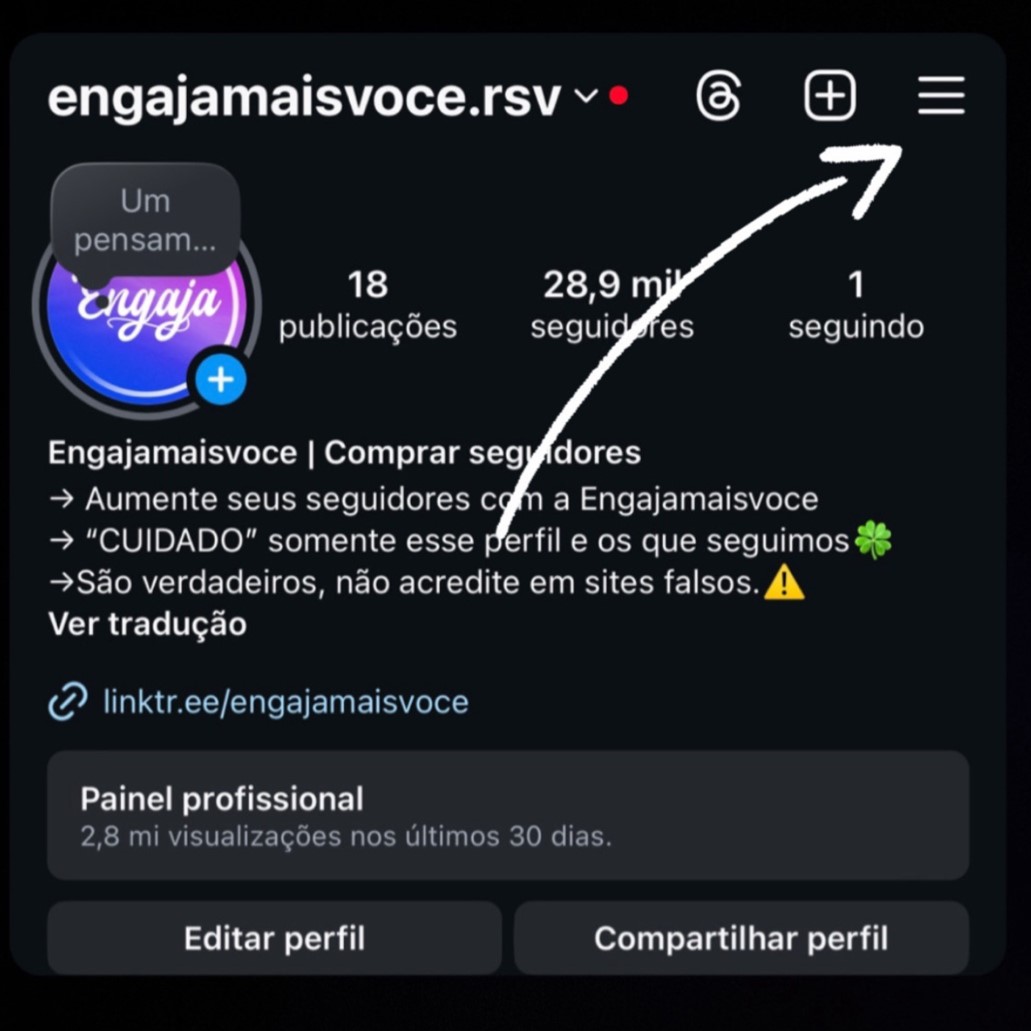 engajamaisvoce.rsv
Um
pensam...
Engaja
18
publicações
28,9 mil
seguidores
1
seguindo
Engajamaisvoce | Comprar seguidores
→ Aumente seus seguidores com a Engajamaisvoce
→ “CUIDADO” somente esse perfil e os que seguimos🍀
→São verdadeiros, não acredite em sites falsos.⚠️
Ver tradução
linktr.ee/engajamaisvoce
Painel profissional
2,8 mi visualizações nos últimos 30 dias.
Editar perfil
Compartilhar perfil